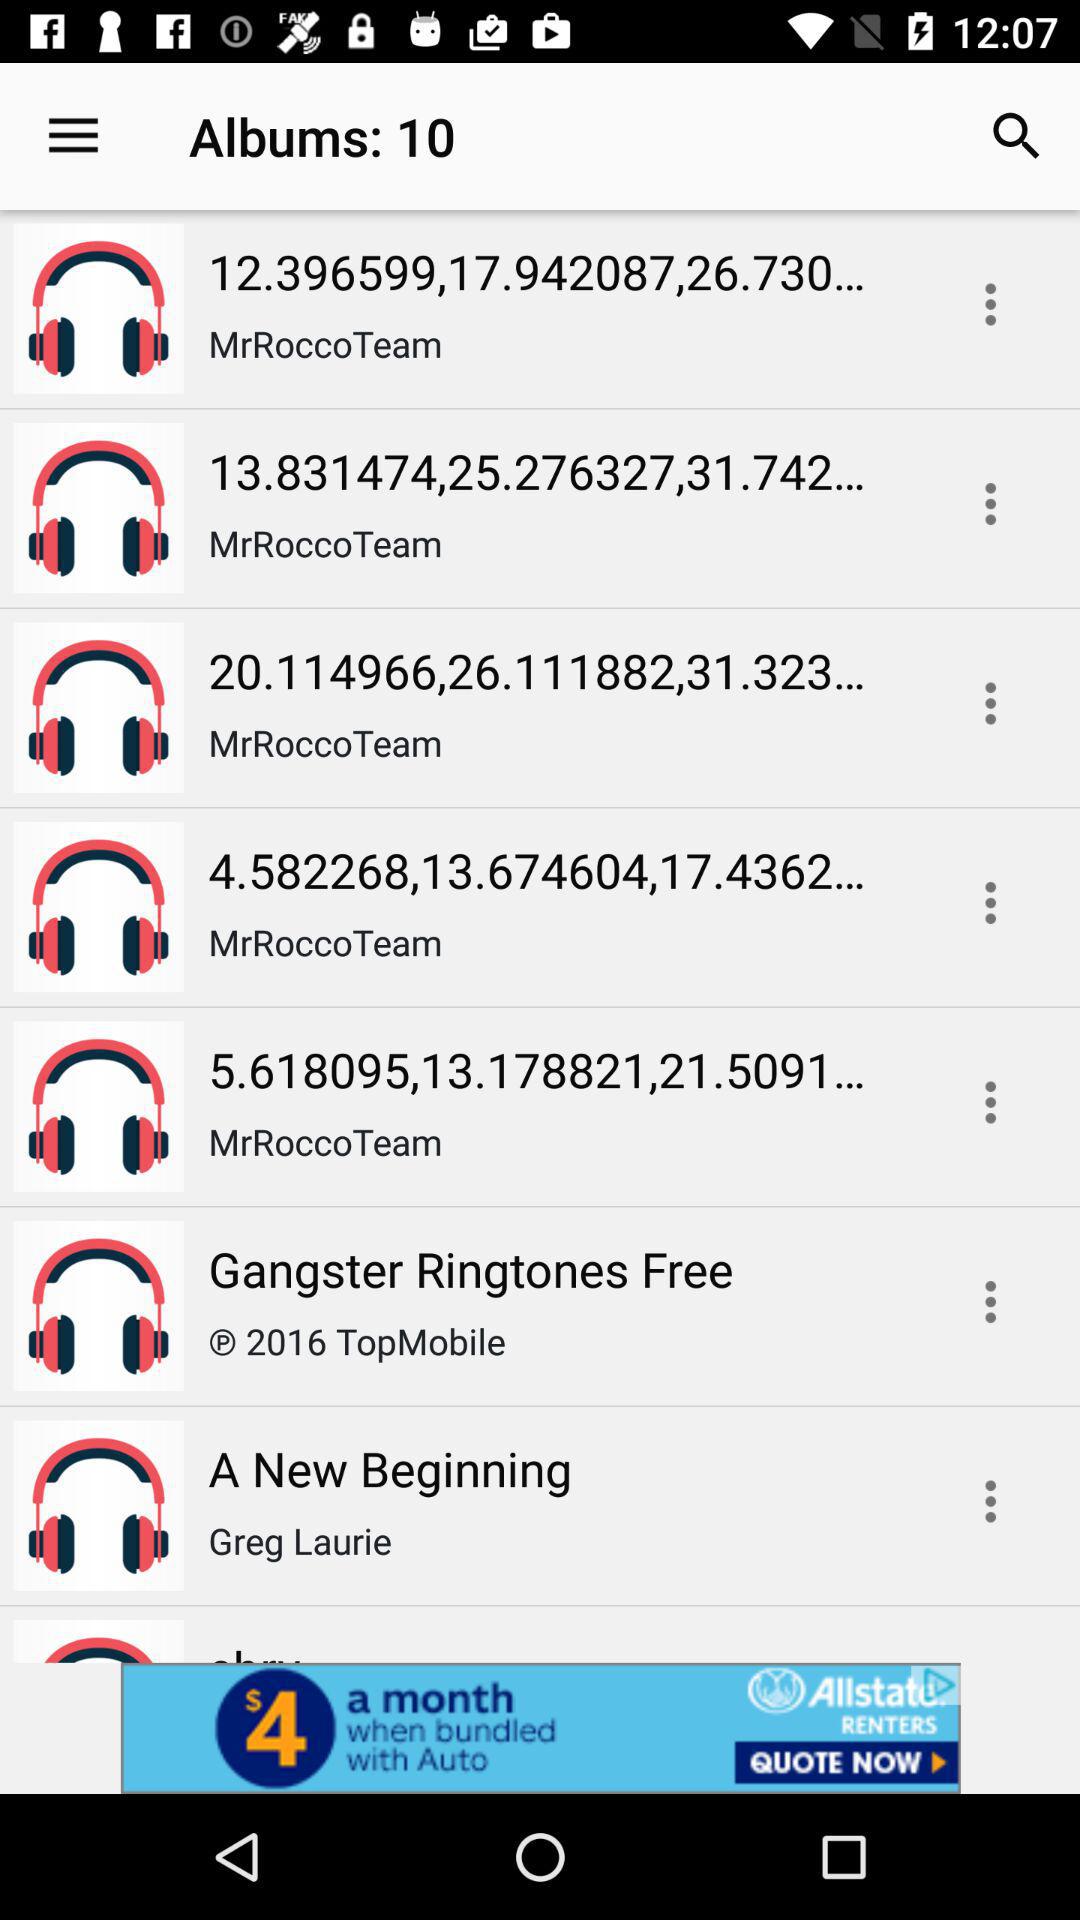 FAKE
12:07
Albums: 10
12.396599,17.942087,26.730...
MrRoccoTeam
13.831474,25.276327,31.742...
MrRoccoTeam
20.114966,26.111882,31.323...
MrRoccoTeam
4.582268,13.674604,17.4362...
MrRoccoTeam
5.618095,13.178821,21.5091...
MrRoccoTeam
Gangster Ringtones Free
℗ 2016 TopMobile
A New Beginning
Greg Laurie
$4 a month
when bundled
with Auto
Allstate
RENTERS
QUOTE NOW